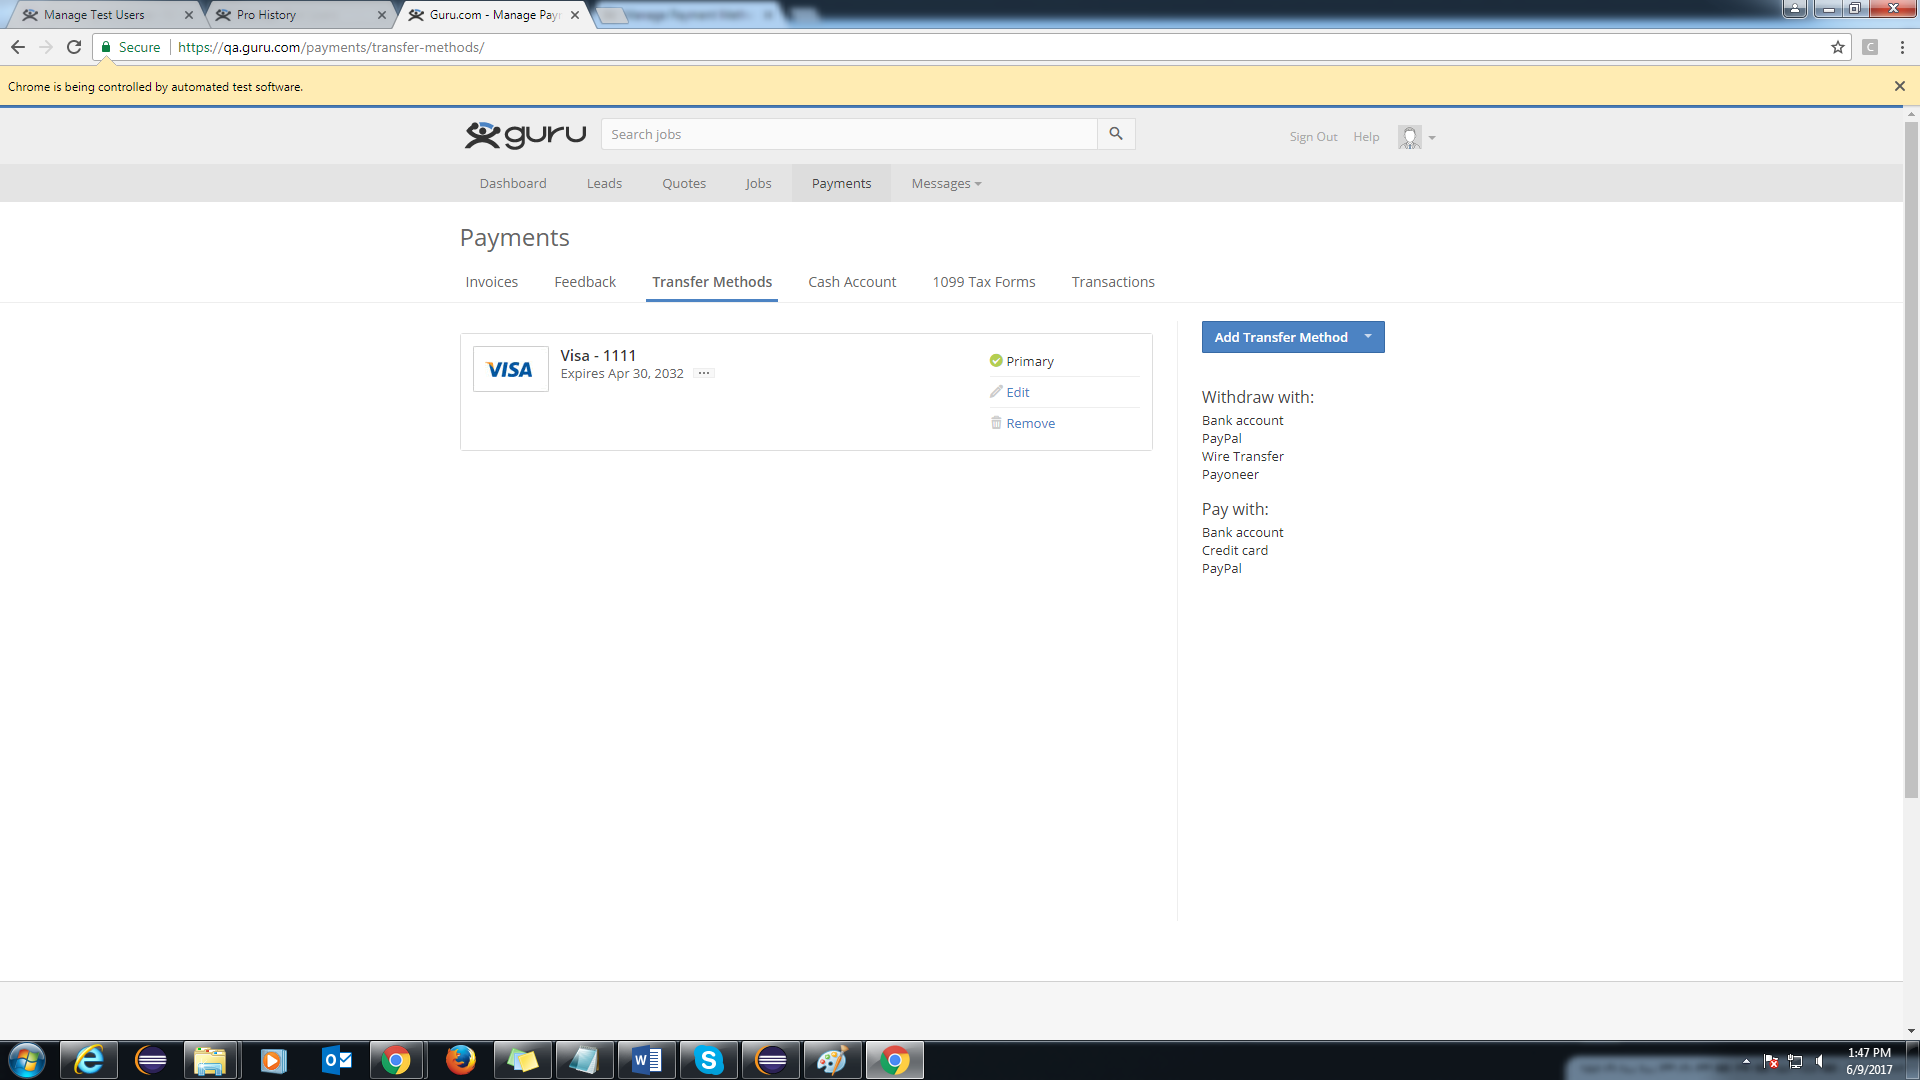 Manage Test Users
Pro History
Guru.com - Manage Pay
Secure
https://qa.guru.com/payments/transfer-methods/
C
Chrome is being controlled by automated test software.
guru
Search jobs
Sign Out
Help
Dashboard
Leads
Quotes
Jobs
Payments
Messages
Payments
Invoices
Feedback
Transfer Methods
Cash Account
1099 Tax Forms
Transactions
VISA
Visa - 1111
Expires Apr 30, 2032
Primary
Edit
Remove
Add Transfer Method
Withdraw with:
Bank account
PayPal
Wire Transfer
Payoneer
Pay with:
Bank account
Credit card
PayPal
1:47 PM
6/9/2017